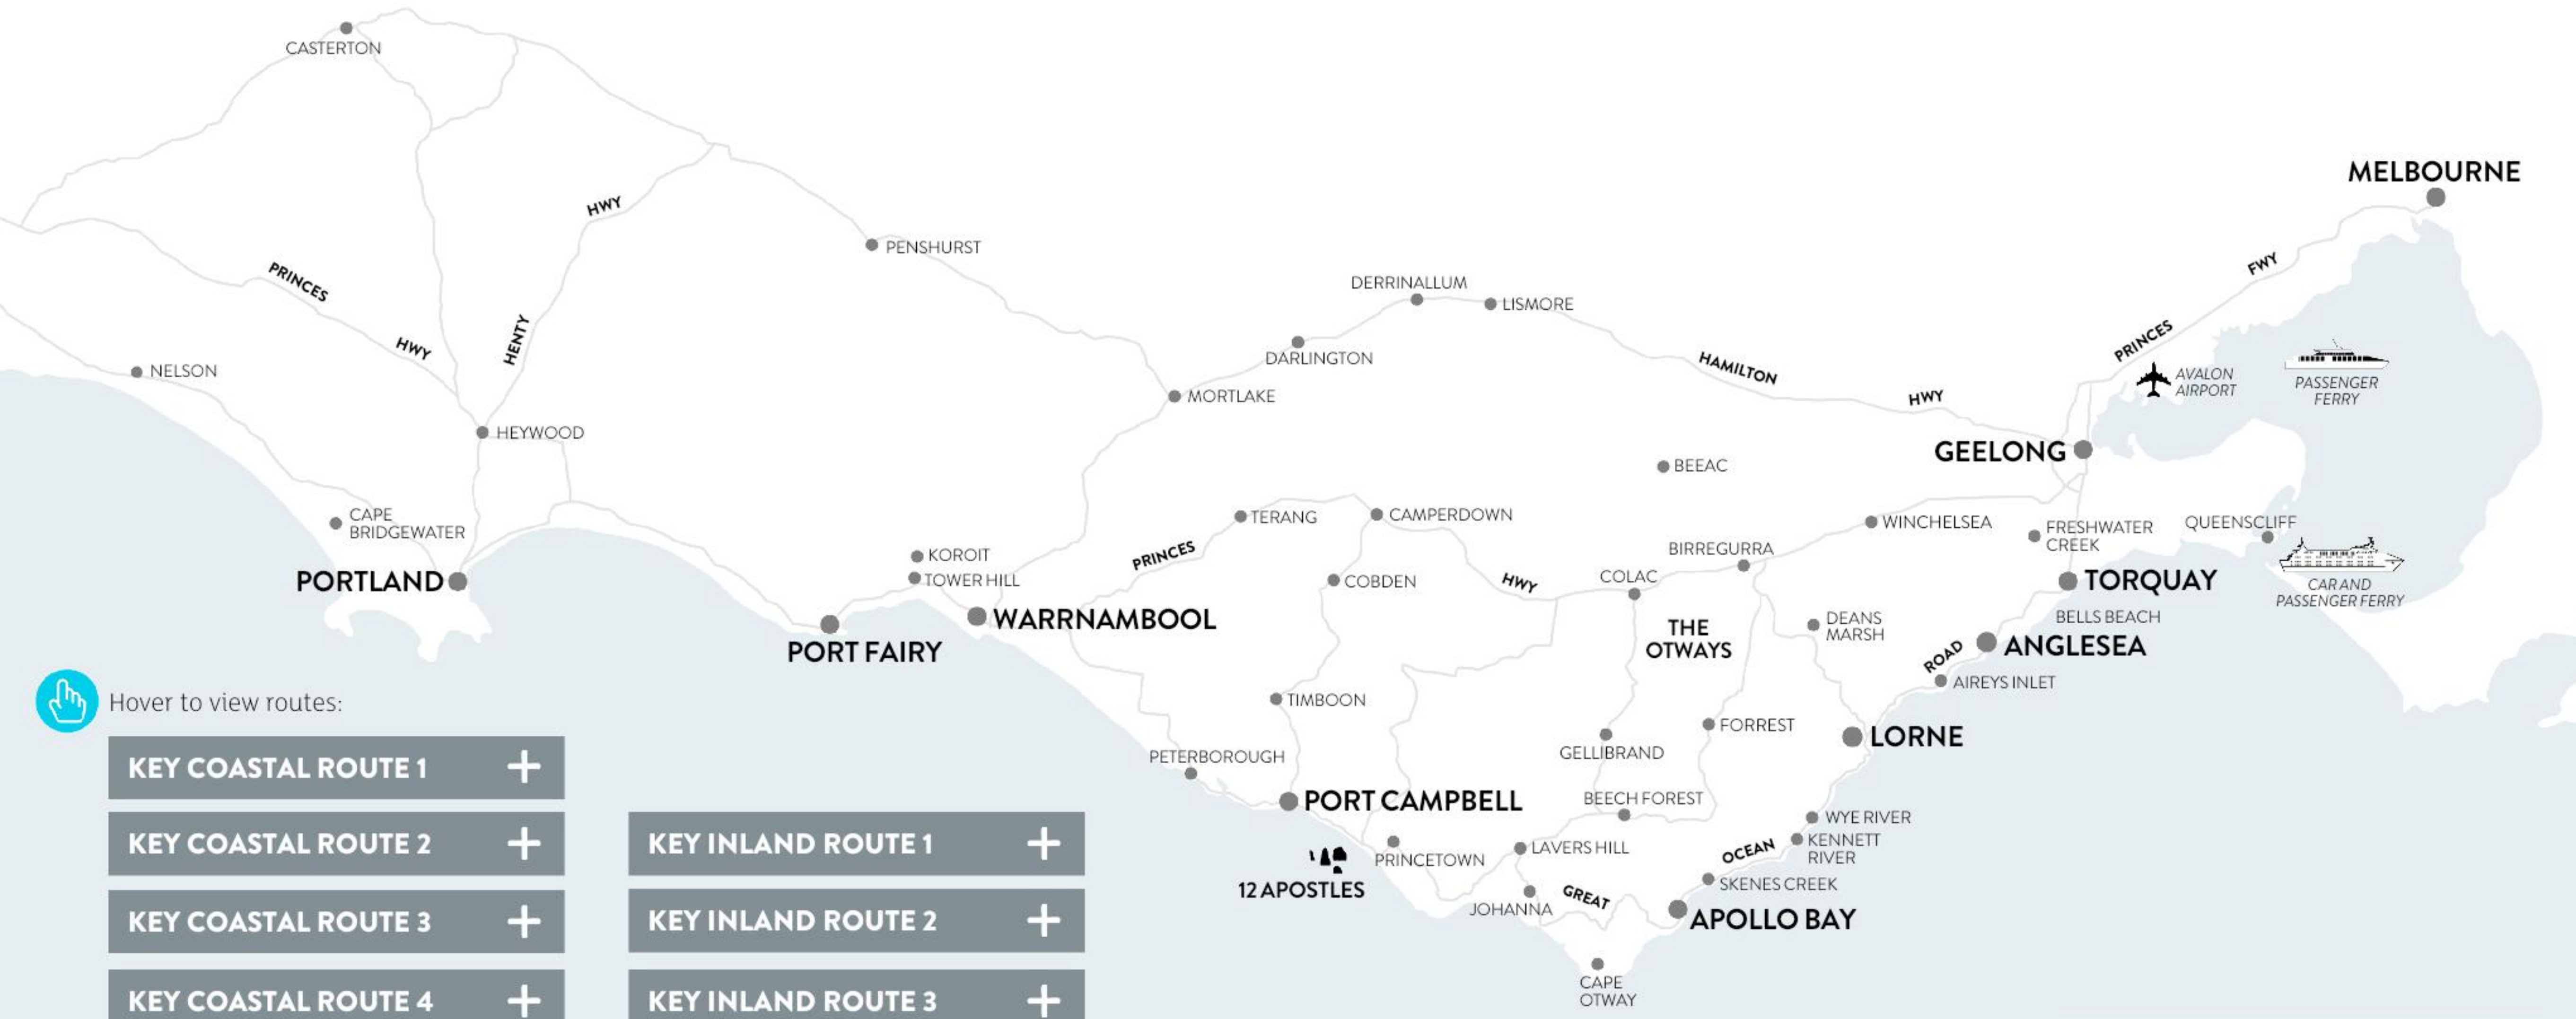 CASTERTON
MELBOURNE
HWY
PENSHURST
FWY
PRINCES
DERRINALLUM
LISMORE
HENTY
HWY
PRINCES
DARLINGTON
HAMILTON
AVALON
AIRPORT
PASSENGER
FERRY
NELSON
MORTLAKE
HWY
HEYWOOD
GEELONG
BEEAC
CAPE
BRIDGEWATER
TERANG
CAMPERDOWN
WINCHELSEA
FRESHWATER
CREEK
QUEENSCLIFF
KOROIT
PRINCES
BIRREGURRA
PORTLAND
TOWER HILL
COBDEN
HWY
COLAC
TORQUAY
CAR AND
PASSENGER FERRY
WARRNAMBOOL
DEANS
MARSH
BELLS BEACH
PORT FAIRY
THE
OTWAYS
ROAD
ANGLESEA
AIREYS INLET
Hover to view routes:
TIMBOON
FORREST
LORNE
PETERBOROUGH
GELLIBRAND
KEY COASTAL ROUTE 1 +
PORT CAMPBELL
BEECH FOREST
WYE RIVER
KEY COASTAL ROUTE 2 +
KEY INLAND ROUTE 1 +
PRINCETOWN
LAVERS HILL
OCEAN
KENNETT
RIVER
12 APOSTLES
SKENES CREEK
JOHANNA
GREAT
KEY COASTAL ROUTE 3 +
KEY INLAND ROUTE 2 +
APOLLO BAY
CAPE
OTWAY
KEY COASTAL ROUTE 4 +
KEY INLAND ROUTE 3 +